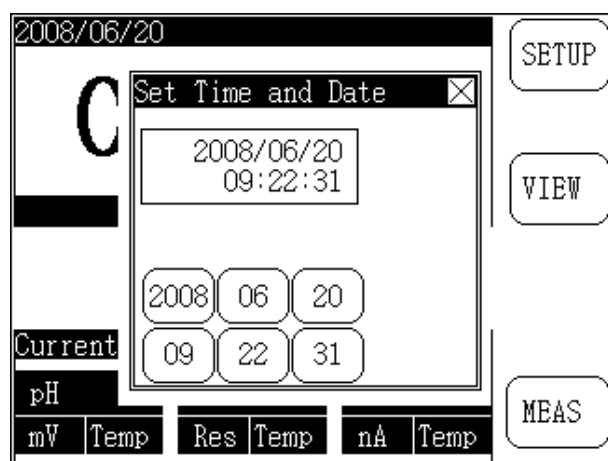 2008/06/20
SETUP
C
Set Time and Date
2008/06/20
09:22:31
VIEW
2008 06 20
09 22 31
Current
pH
MEAS
mV Temp Res Temp nA Temp